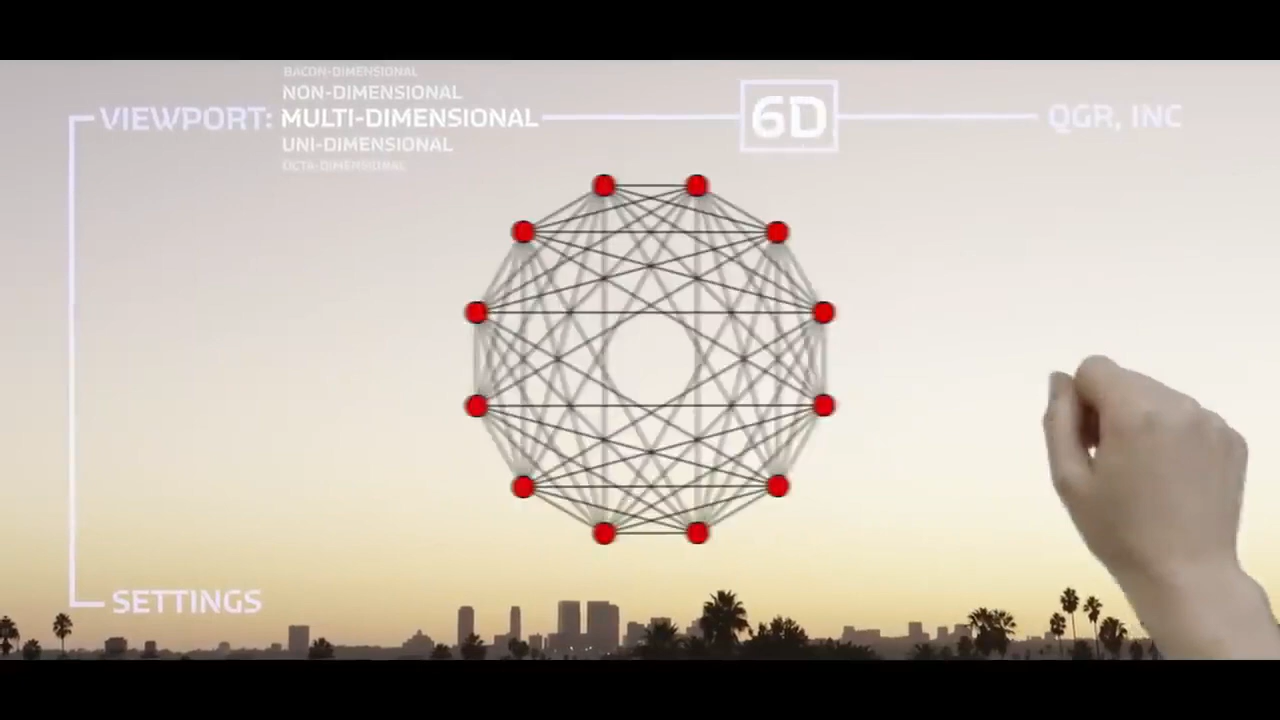 BACON-DIMENSIONAL
NON-DIMENSIONAL
VIEWPORT: MULTI-DIMENSIONAL 6D QGR, INC
UNI-DIMENSIONAL
OCTA-DIMENSIONAL
SETTINGS